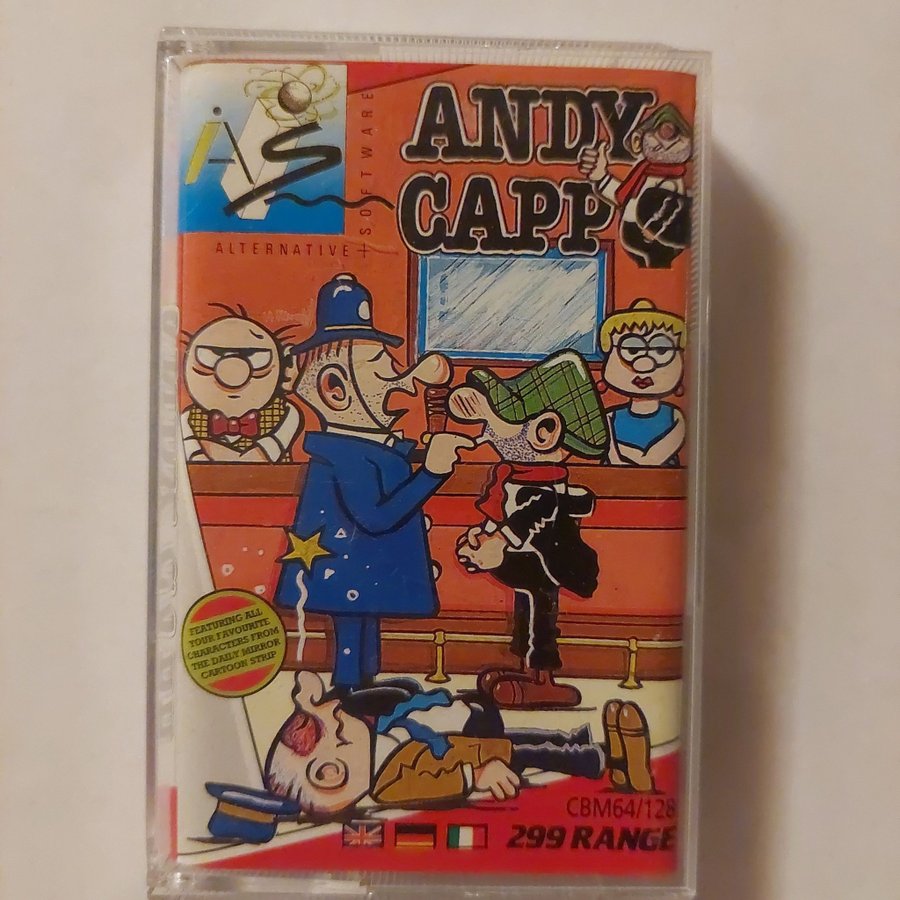 AVS
ALTERNATIVE + SOFTWARE
ANDY
CAPP
FEATURING ALL
YOUR FAVOURITE
CHARACTERS FROM
THE DAILY MIRROR
CARTOON STRIP
CBM64/128
299 RANGE